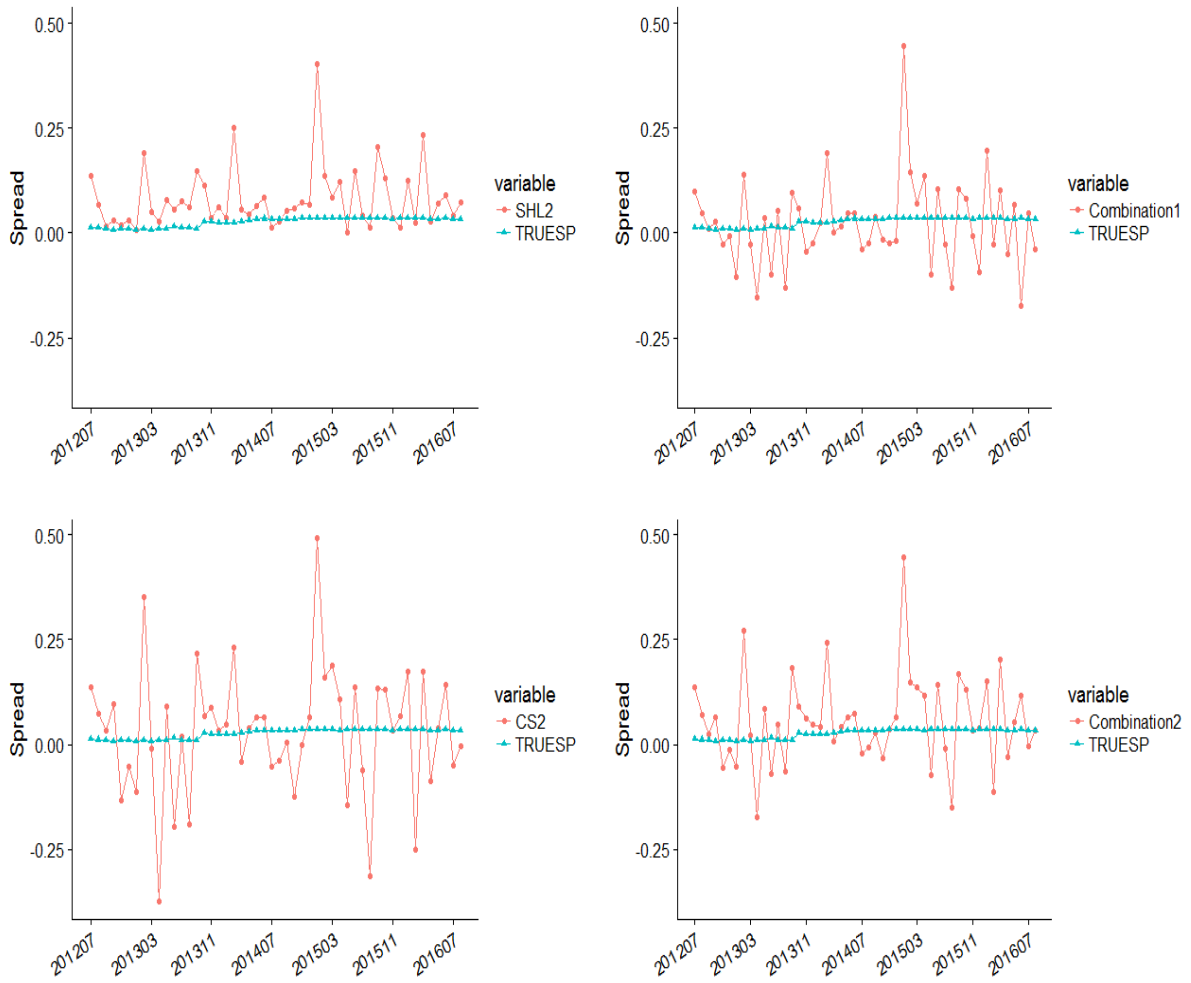 0.50
0.25
0.00
-0.25
Spread
201207
201303
201311
201407
201503
201511
201607
variable
SHL2
TRUESP
0.50
0.25
0.00
-0.25
Spread
201207
201303
201311
201407
201503
201511
201607
variable
Combination1
TRUESP
0.50
0.25
0.00
-0.25
Spread
201207
201303
201311
201407
201503
201511
201607
variable
CS2
TRUESP
0.50
0.25
0.00
-0.25
Spread
201207
201303
201311
201407
201503
201511
201607
variable
Combination2
TRUESP